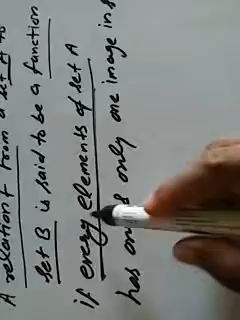 A relation f from a set A to
set B is said to be a function
if every elements of set A
has one only one image in